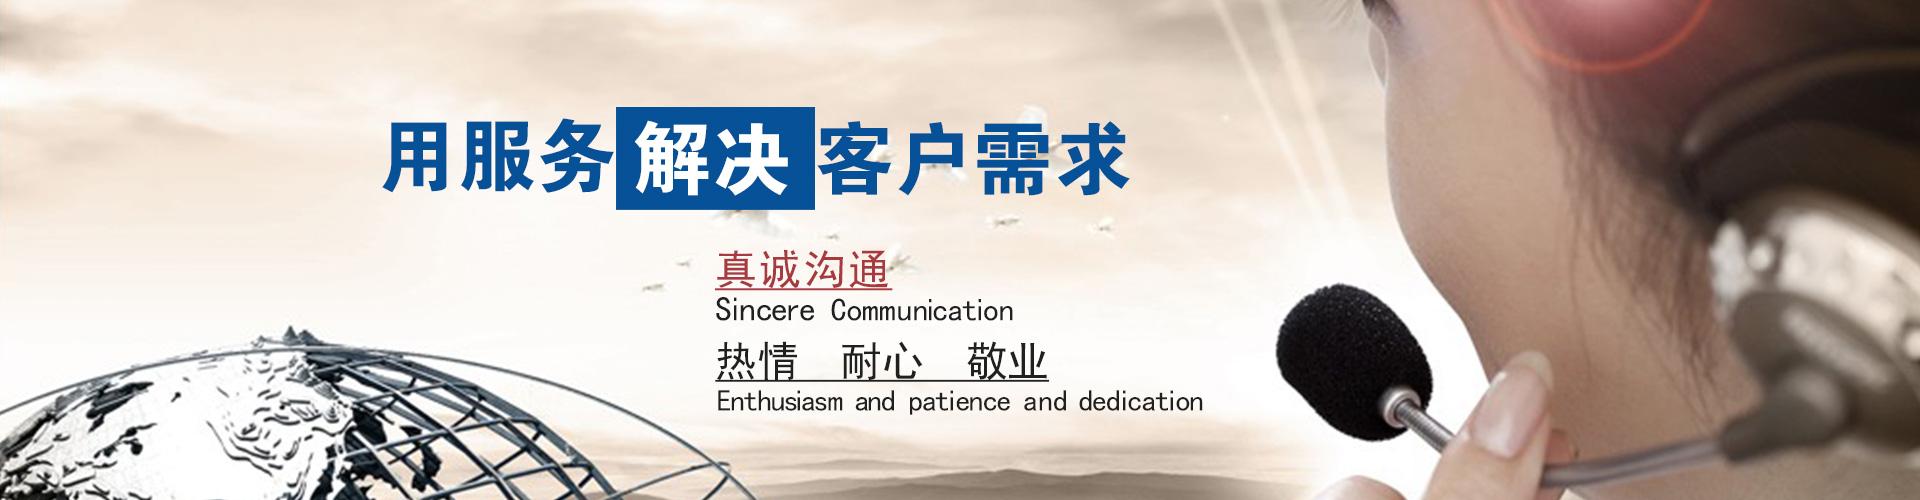 用服务解决客户需求
真诚沟通
Sincere Communication
热情 耐心 敬业
Enthusiasm and patience and dedication